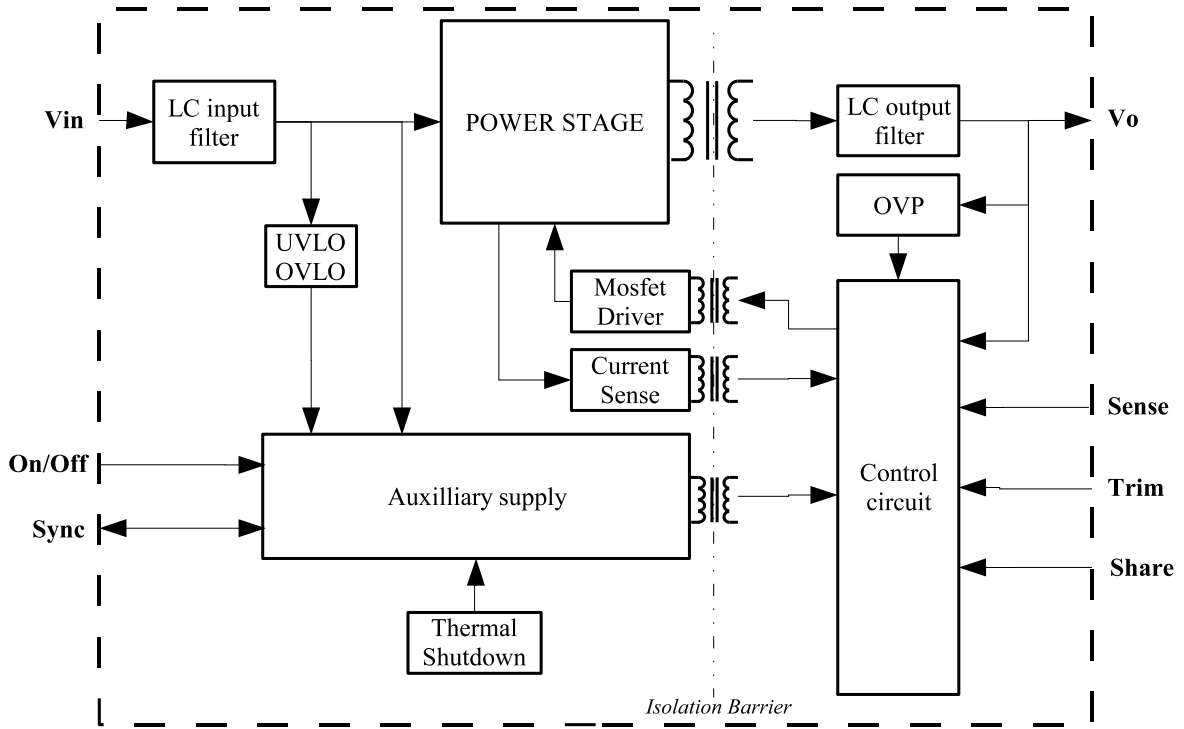 Vin
LC input
filter
POWER STAGE
LC output
filter
Vo
OVP
UVLO
OVLO
Mosfet
Driver
Current
Sense
Sense
On/Off
Auxilliary supply
Control
circuit
Trim
Sync
Share
Thermal
Shutdown
Isolation Barrier